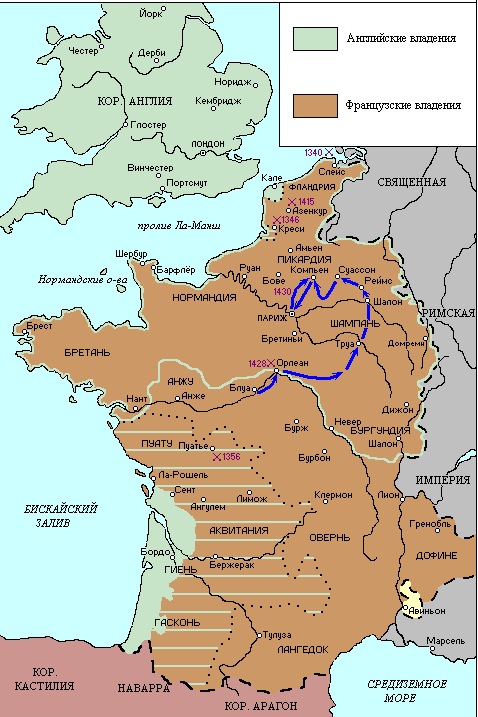 Йорк
Честер
Дерби
Норидж
КОР. АНГЛИЯ
Кембридж
Глостер
ЛОНДОН
Винчестер
Портсмут
Английские владения
Французские владения
1340
Слейс
Кале
ФЛАНДРИЯ
СВЯЩЕННАЯ
1415
Азенкур
1346
Креси
пролив Ла-Манш
Амьен
ПИКАРДИЯ
Шербур
Барфлёр
Нормандские о-ва
Руан
Компьен
Суассон
Бове
Реймс
1430
НОРМАНДИЯ
Шалон
ПАРИЖ
РИМСКАЯ
ШАМПАНЬ
Брест
Бретиньи
Труа
Домреми
БРЕТАНЬ
1428
Орлеан
АНЖУ
Блуа
Нант
Анже
Дижон
Бурж
Невер
БУРГУНДИЯ
ПУАТУ
Пуатье
Шалон
1356
Бурбон
Ла-Рошель
ИМПЕРИЯ
Сент
Лимож
Клермон
Лион
Ангулем
БИСКАЙСКИЙ
ЗАЛИВ
АКВИТАНИЯ
Гренобль
ОВЕРНЬ
Бордо
ДОФИНЕ
Бержерак
ГИЕНЬ
Авиньон
ГАСКОНЬ
Тулуза
Марсель
ЛАНГЕДОК
КОР.
КАСТИЛИЯ
НАВАРРА
КОР. АРАГОН
СРЕДИЗЕМНОЕ
МОРЕ